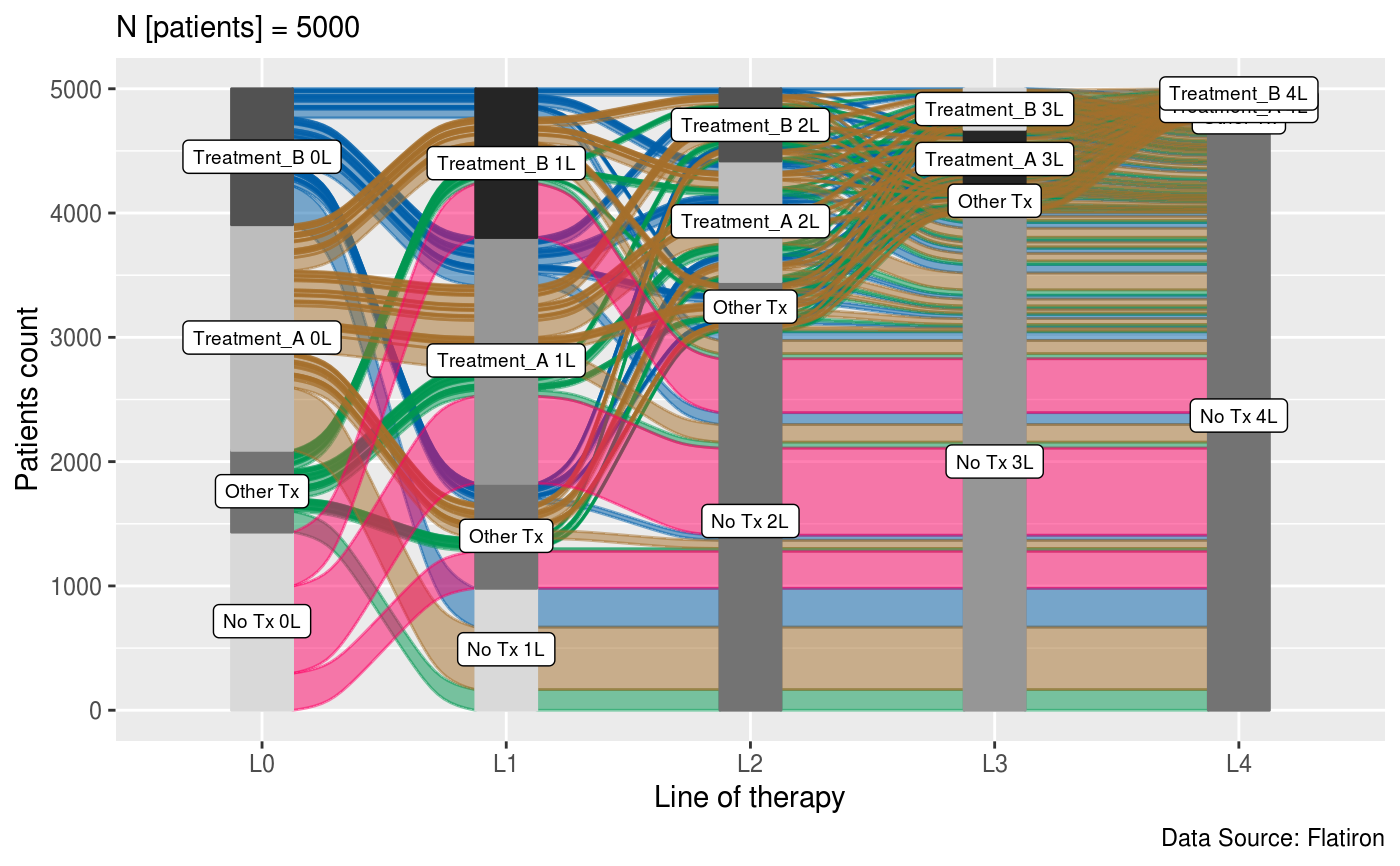 N [patients] = 5000
5000
4000
3000
2000
1000
0
Patients count
Treatment_B 0L
Treatment_A 0L
Other Tx
No Tx 0L
Treatment_B 1L
Treatment_A 1L
Other Tx
No Tx 1L
Treatment_B 2L
Treatment_A 2L
Other Tx
No Tx 2L
Treatment_B 3L
Treatment_A 3L
Other Tx
No Tx 3L
Treatment_B 4L
No Tx 4L
L0 L1 L2 L3 L4
Line of therapy
Data Source: Flatiron